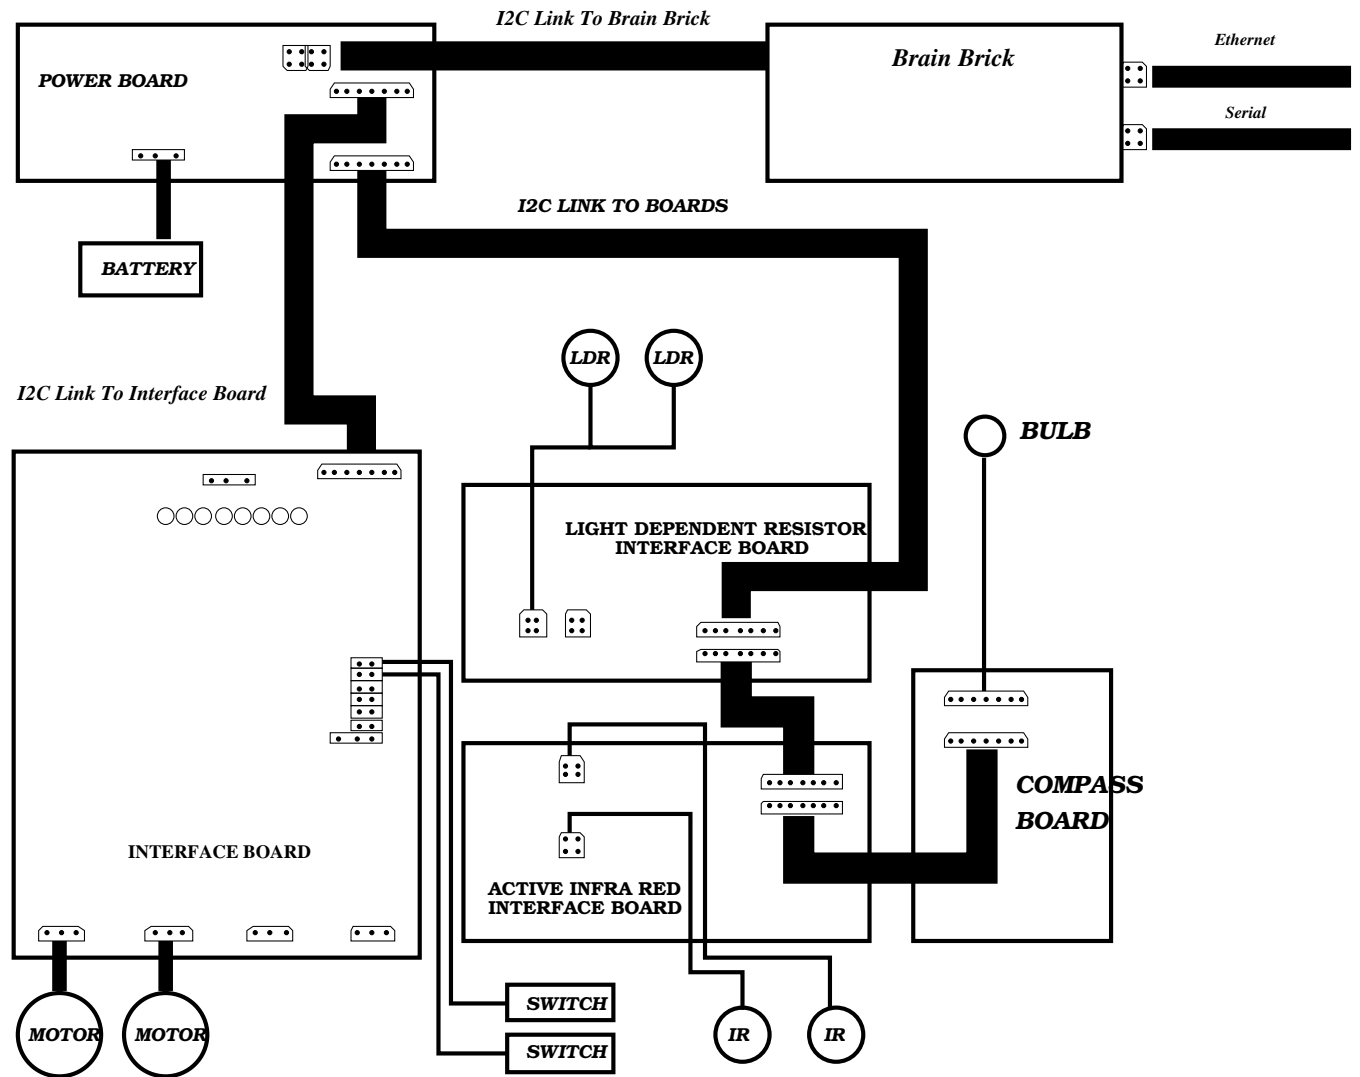 I2C Link To Brain Brick
Ethernet
Brain Brick
POWER BOARD
Serial
I2C LINK TO BOARDS
BATTERY
LDR
LDR
I2C Link To Interface Board
BULB
LIGHT DEPENDENT RESISTOR
INTERFACE BOARD
COMPASS
BOARD
INTERFACE BOARD
ACTIVE INFRA RED
INTERFACE BOARD
SWITCH
MOTOR
MOTOR
IR
IR
SWITCH